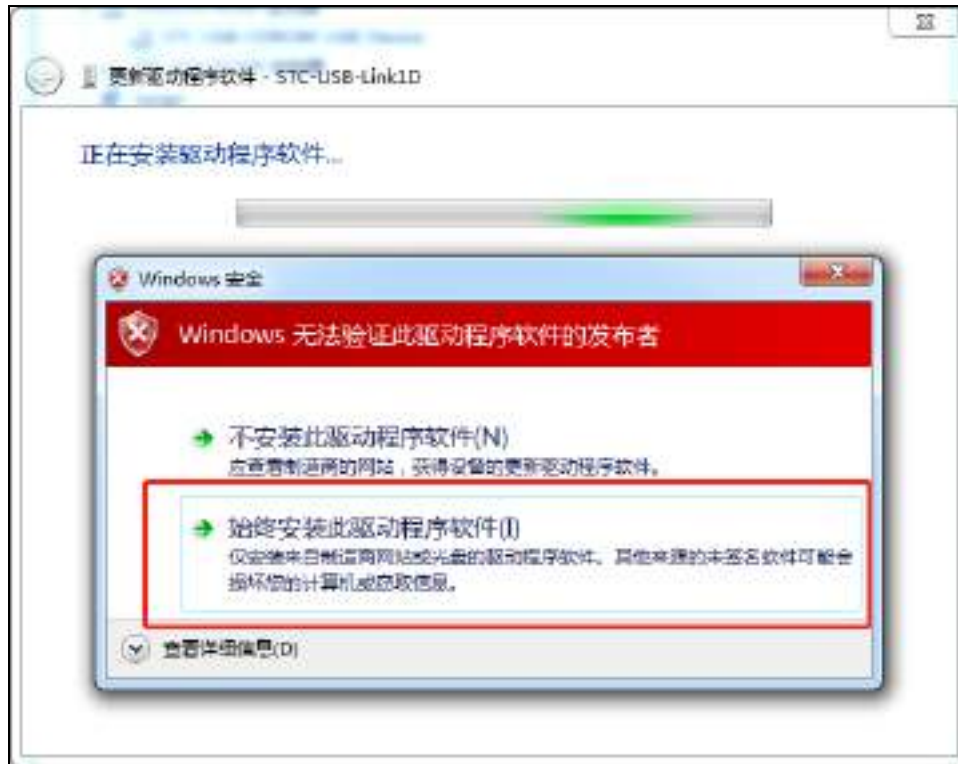 更新驱动程序软件 - STC-USB-Link1D
正在安装驱动程序软件...
Windows 安全
Windows 无法验证此驱动程序软件的发布者
不安装此驱动程序软件(N)
应查看制造商的网站，获得设备的更新驱动程序软件。
始终安装此驱动程序软件(I)
仅安装来自制造商网站或光盘的驱动程序软件。其他来源的未签名软件可能会
损坏您的计算机或窃取信息。
查看详细信息(D)